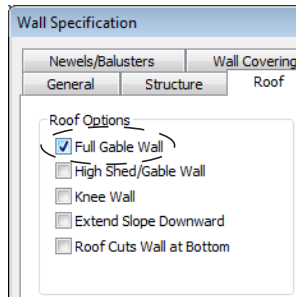 Wall Specification
Newels/Balusters Wall Covering
General Structure Roof
Roof Options
Full Gable Wall
High Shed/Gable Wall
Knee Wall
Extend Slope Downward
Roof Cuts Wall at Bottom